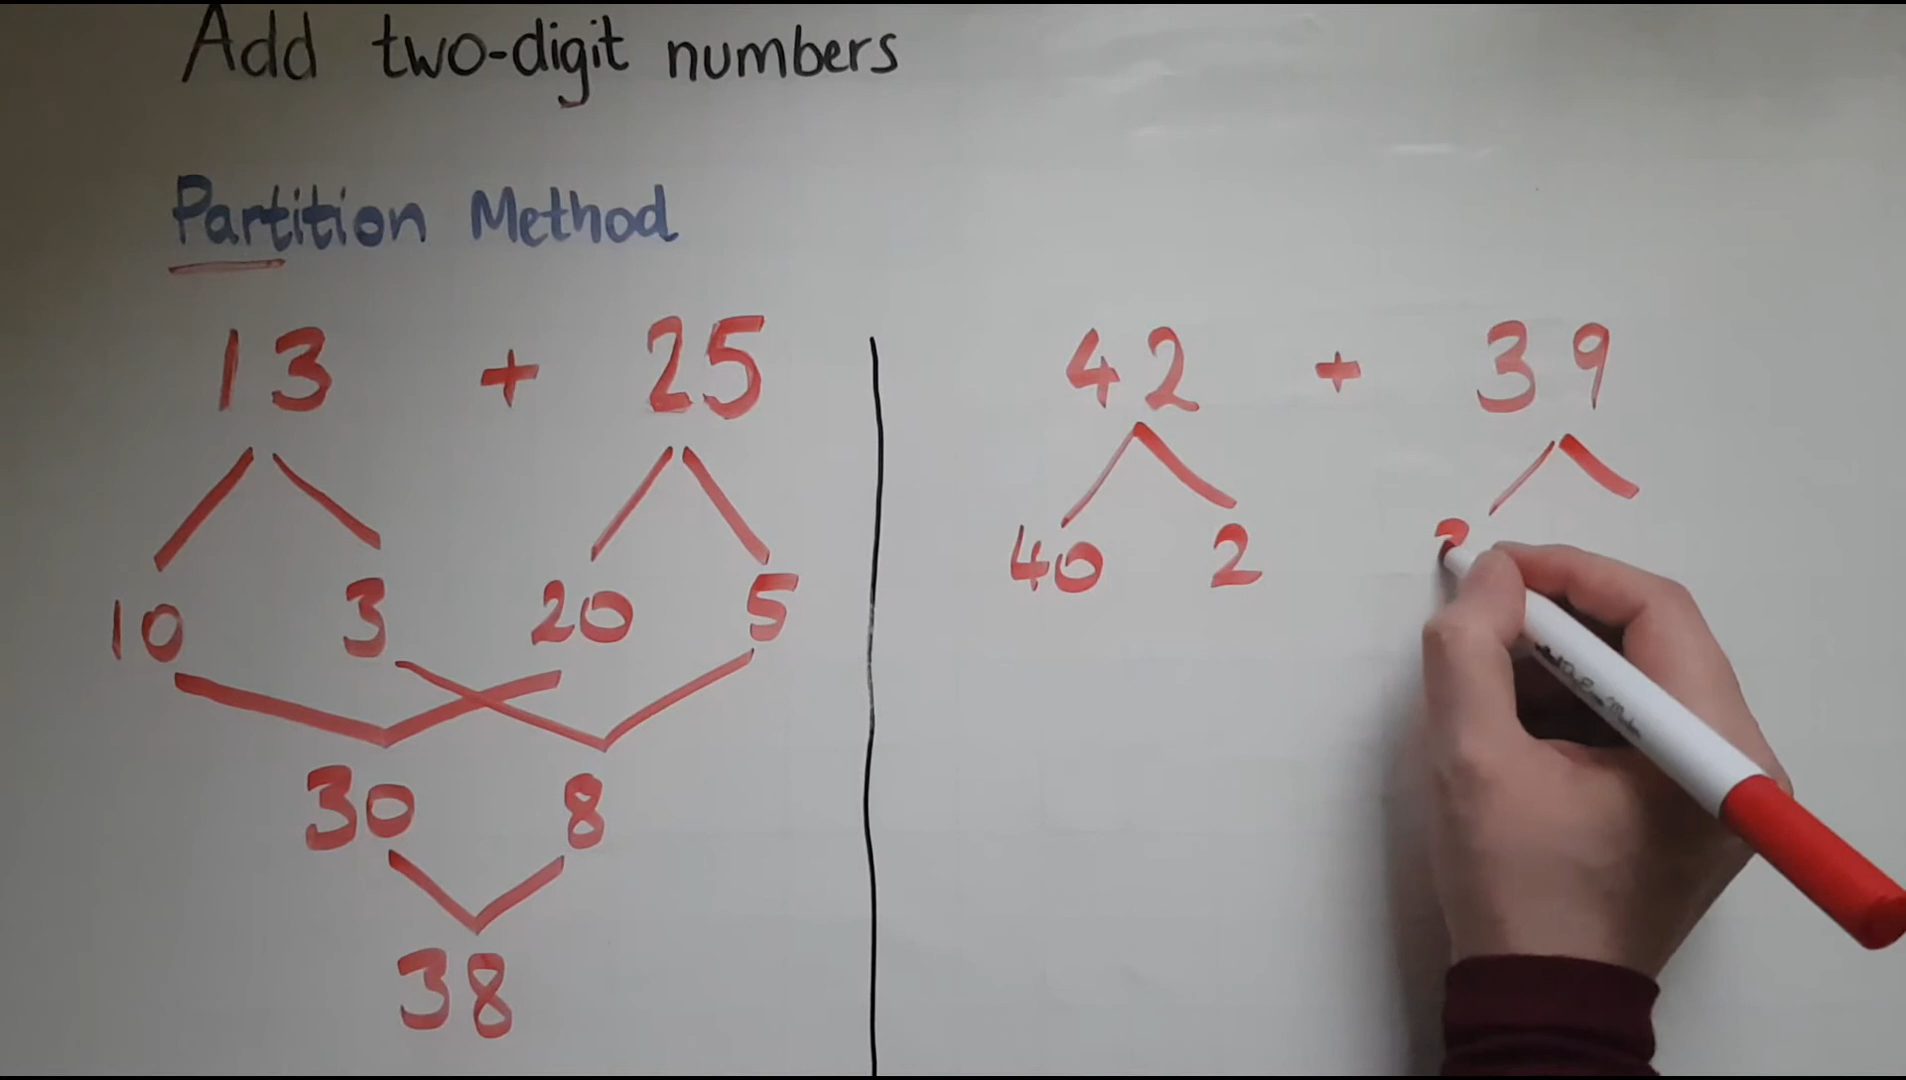 Add two-digit numbers
Partition Method
13 + 25
10 3 20 5
30 8
38
42 + 39
40 2